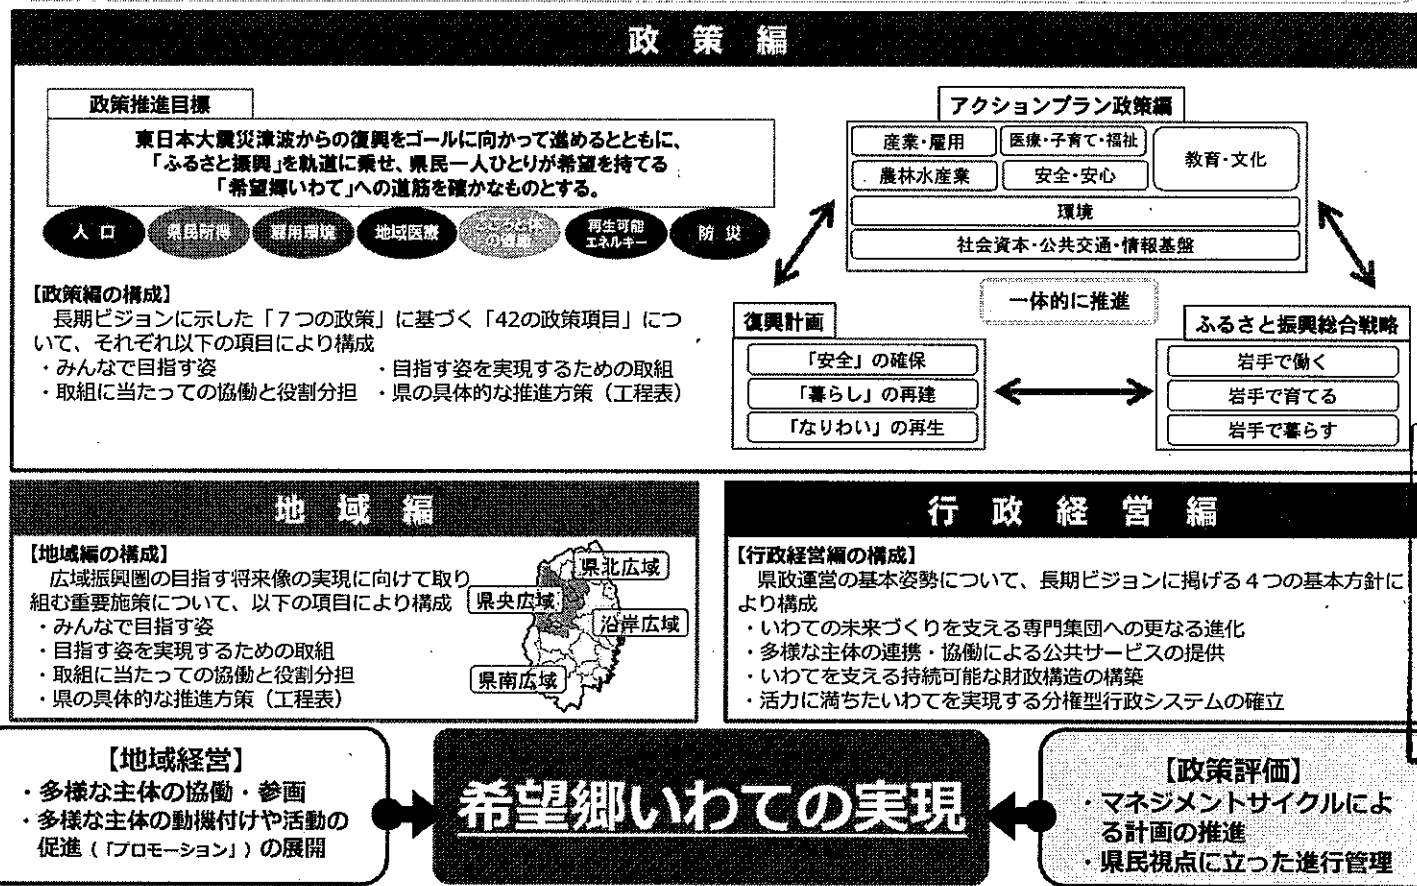 政策編
政策推進目標
東日本大震災津波からの復興をゴールに向かって進めるとともに、
「ふるさと振興」を軌道に乗せ、県民一人ひとりが希望を持てる
「希望郷いわて」への道筋を確かなものとする。
人口
県民所得
雇用環境
地域医療
再生可能
エネルギー
防災
【政策編の構成】
長期ビジョンに示した「7つの政策」に基づく「42の政策項目」につ
いて、それぞれ以下の項目により構成
・みんなで目指す姿 ・目指す姿を実現するための取組
・取組に当たっての協働と役割分担 ・県の具体的な推進方策（工程表）
アクションプラン政策編
産業・雇用
医療・子育て・福祉
教育・文化
農林水産業
安全・安心
環境
社会資本・公共交通・情報基盤
一体的に推進
復興計画
「安全」の確保
「暮らし」の再建
「なりわい」の再生
ふるさと振興総合戦略
岩手で働く
岩手で育てる
岩手で暮らす
地域編
【地域編の構成】
広域振興圏の目指す将来像の実現に向けて取り
組む重要施策について、以下の項目により構成
・みんなで目指す姿
・目指す姿を実現するための取組
・取組に当たっての協働と役割分担
・県の具体的な推進方策（工程表）
県北広域
県央広域
沿岸広域
県南広域
行政経営編
【行政経営編の構成】
県政運営の基本姿勢について、長期ビジョンに掲げる４つの基本方針に
より構成
・いわての未来づくりを支える専門集団への更なる進化
・多様な主体の連携・協働による公共サービスの提供
・いわてを支える持続可能な財政構造の構築
・活力に満ちたいわてを実現する分権型行政システムの確立
【地域経営】
・多様な主体の協働・参画
・多様な主体の動機付けや活動の
促進（「プロモーション」）の展開
希望郷いわての実現
【政策評価】
・マネジメントサイクルによ
る計画の推進
・県民視点に立った進行管理